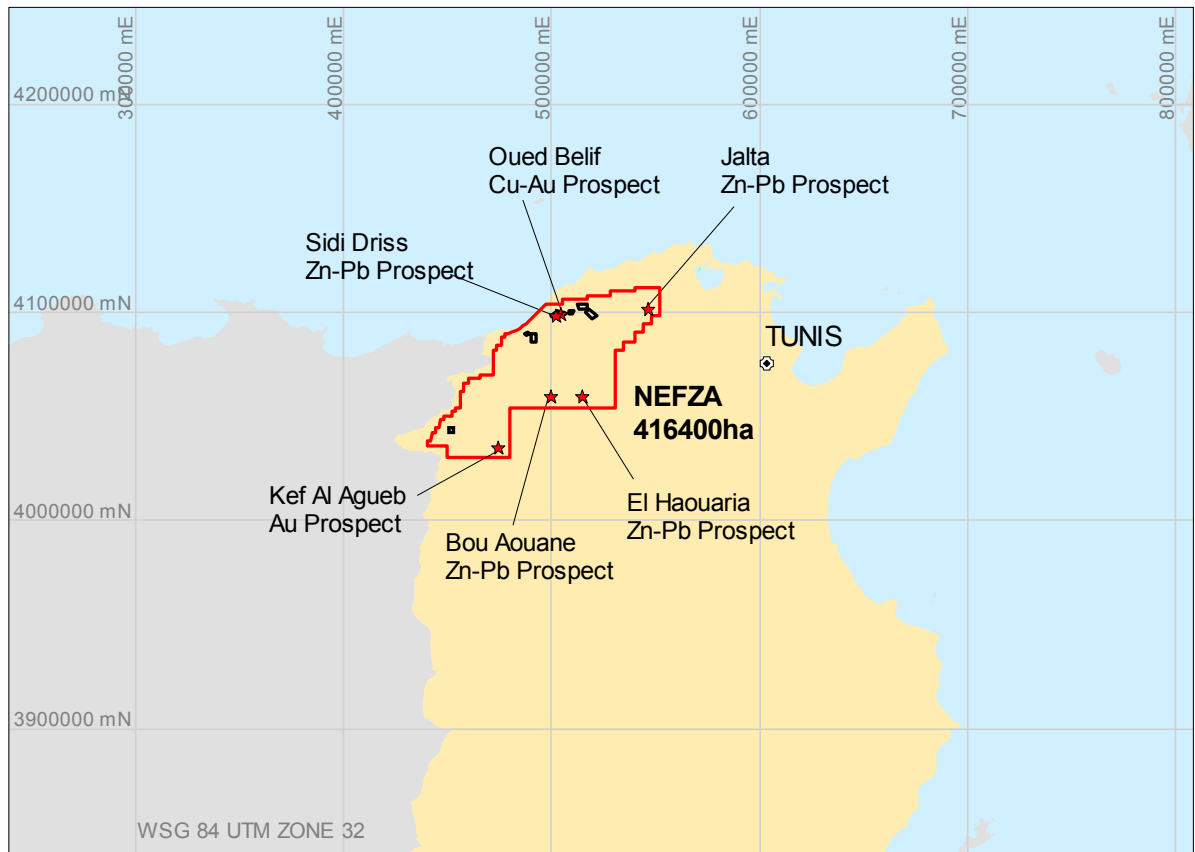 300000 mE
400000 mE
500000 mE
600000 mE
700000 mE
800000 mE
4200000 mN
Oued Belif
Cu-Au Prospect
Jalta
Zn-Pb Prospect
Sidi Driss
Zn-Pb Prospect
4100000 mN
TUNIS
NEFZA
416400ha
Kef Al Agueb
Au Prospect
El Haouaria
Zn-Pb Prospect
4000000 mN
Bou Aouane
Zn-Pb Prospect
3900000 mN
WSG 84 UTM ZONE 32